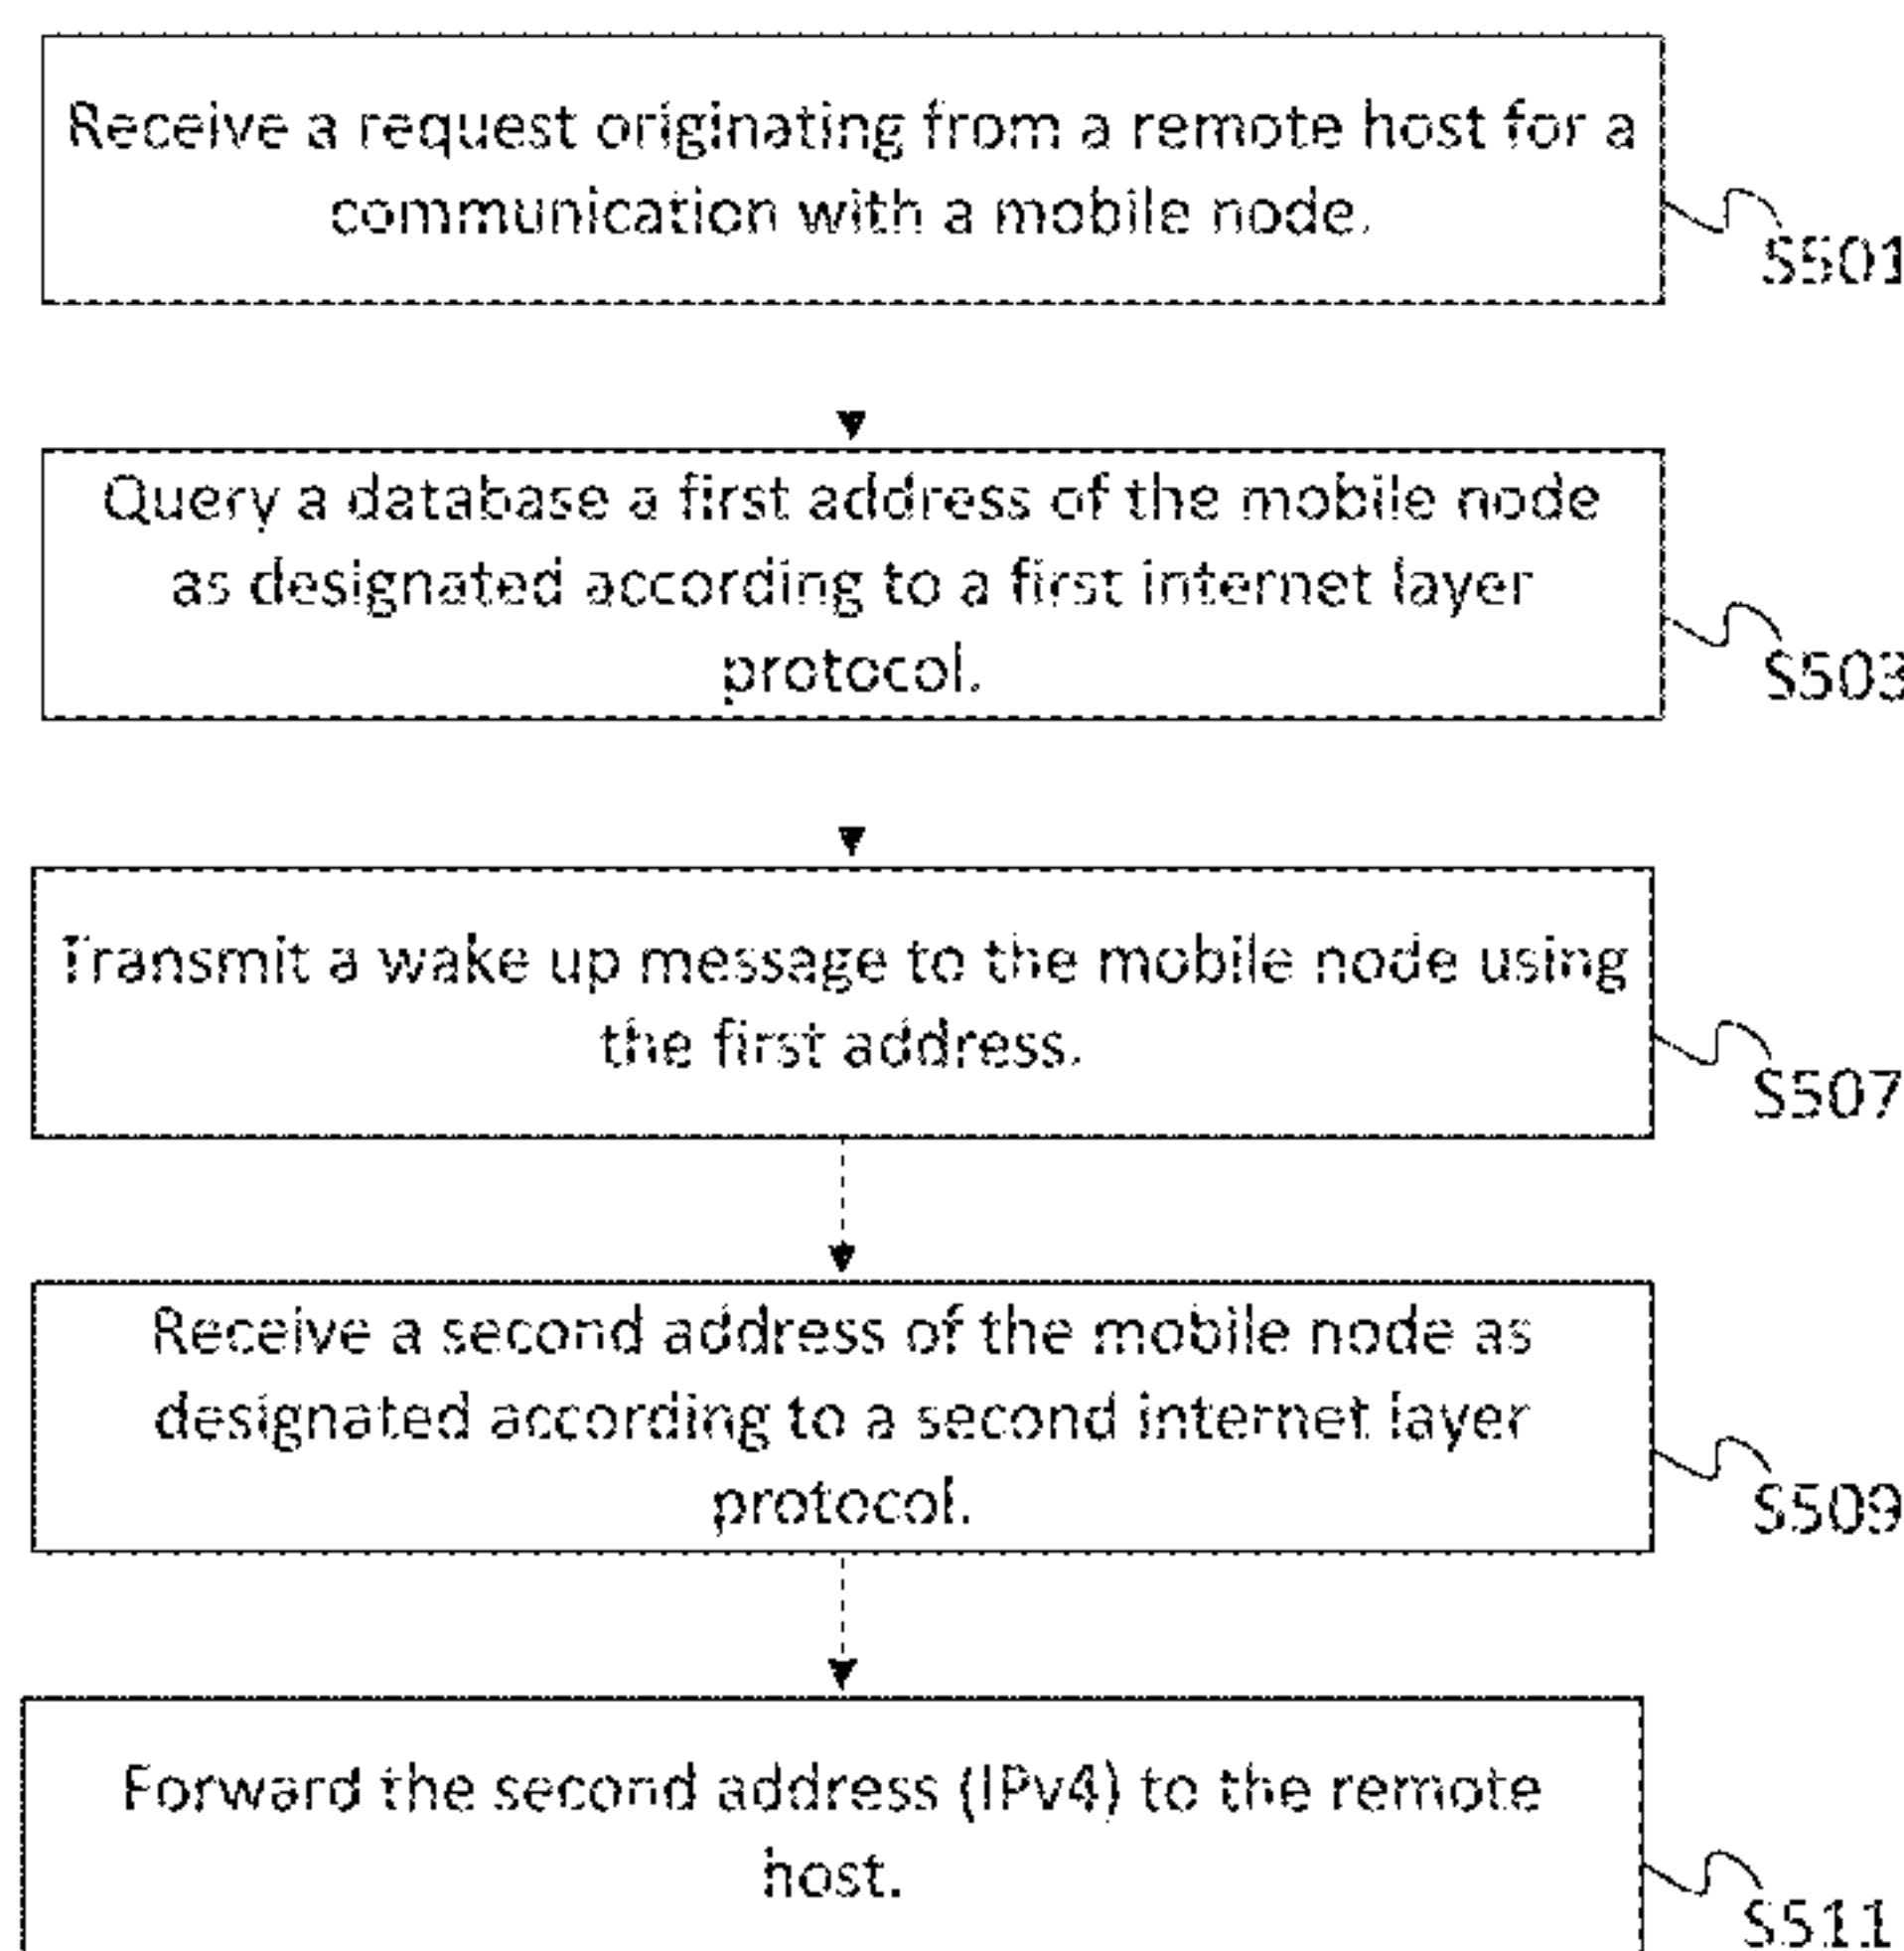 Receive a request originating from a remote host for a
communication with a mobile node.
S501
Query a database a first address of the mobile node
as designated according to a first internet layer
protocol.
S503
Transmit a wake up message to the mobile node using
the first address.
S507
Receive a second address of the mobile node as
designated according to a second internet layer
protocol.
S509
Forward the second address (IPv4) to the remote
host.
S511